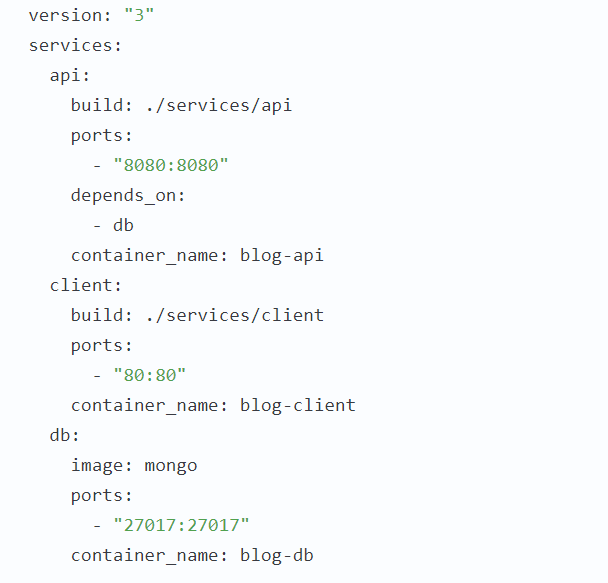 version: "3"
services:
  api:
    build: ./services/api
    ports:
      - "8080:8080"
    depends_on:
      - db
    container_name: blog-api
  client:
    build: ./services/client
    ports:
      - "80:80"
    container_name: blog-client
  db:
    image: mongo
    ports:
      - "27017:27017"
    container_name: blog-db